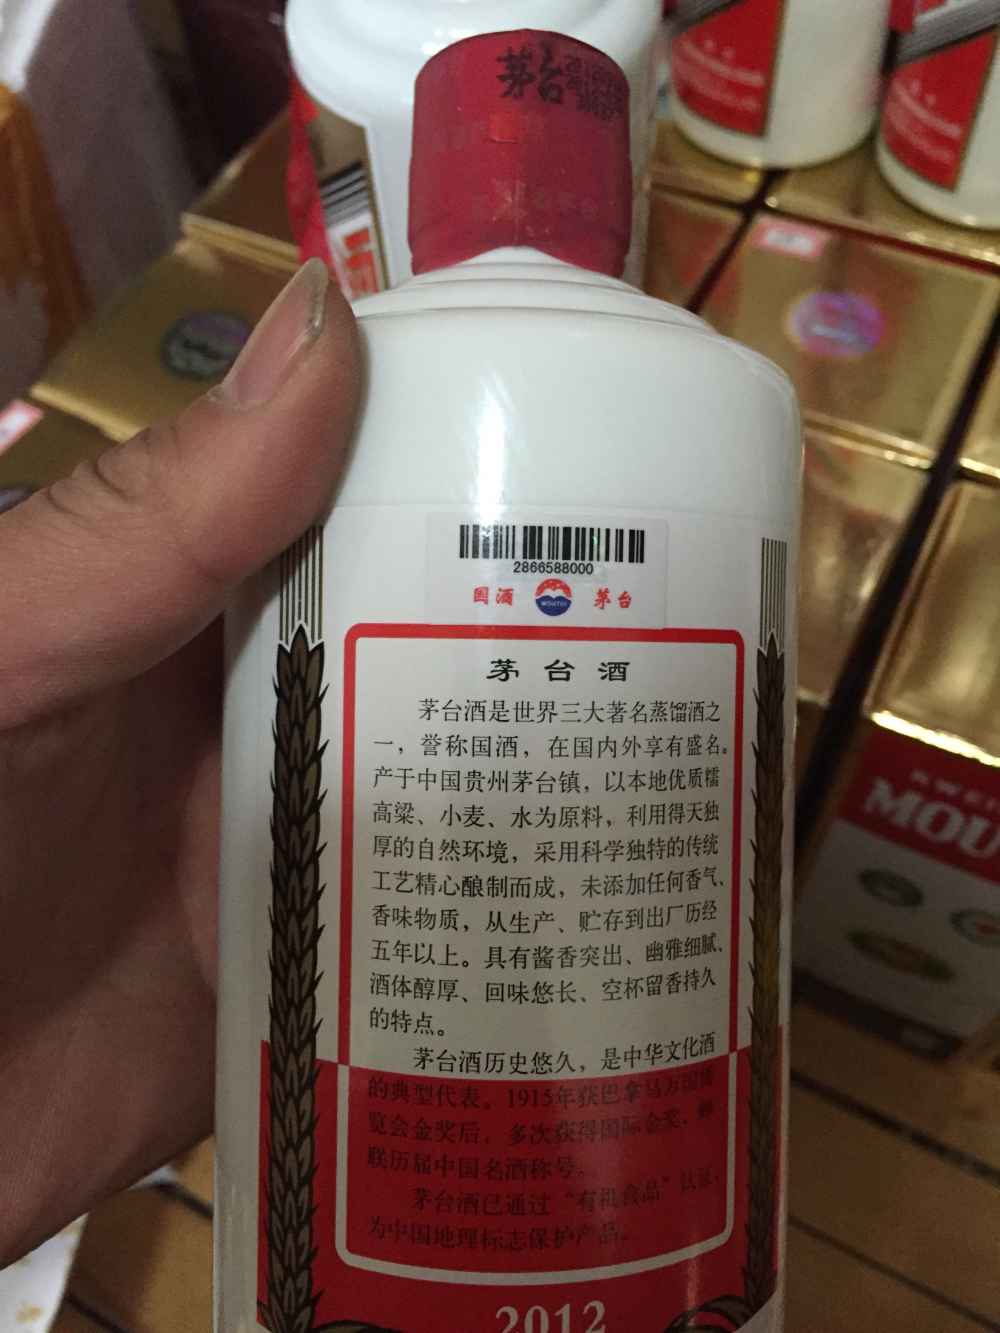 茅台
2866588000
国酒 MOUTAI 茅台
茅台酒
茅台酒是世界三大著名蒸馏酒之
一，誉称国酒，在国内外享有盛名。
产于中国贵州茅台镇，以本地优质糯
高粱、小麦、水为原料，利用得天独
厚的自然环境，采用科学独特的传统
工艺精心酿制而成，未添加任何香气、
香味物质，从生产、贮存到出厂历经
五年以上。具有酱香突出、幽雅细腻、
酒体醇厚、回味悠长、空杯留香持久
的特点。
茅台酒历史悠久，是中华文化酒
的典型代表。1915年获巴拿马万国博
览会金奖后，多次获得国际金奖，蝉
联历届中国名酒称号。
茅台酒已通过“有机食品”认证，
为中国地理标志保护产品。
2012
KWEI
MOU